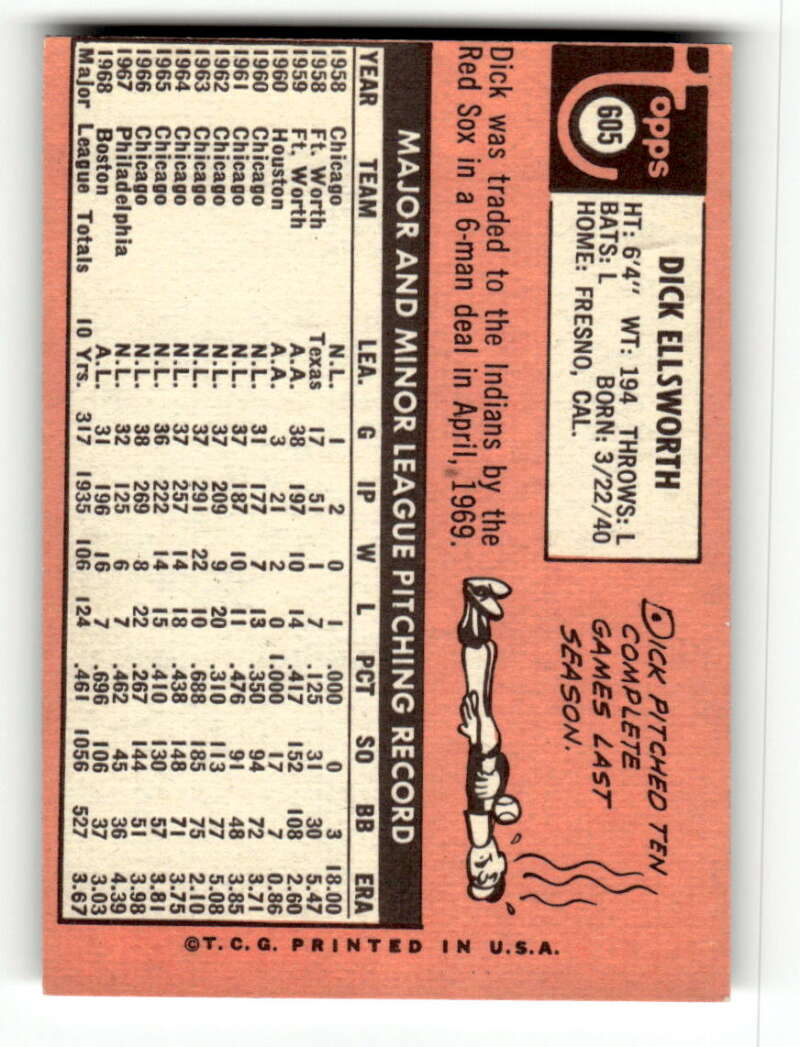 Topps
605
DICK ELLSWORTH
HT: 6'4" WT: 194 THROWS: L
BATS: L BORN: 3/22/40
HOME: FRESNO, CAL.
DICK PITCHED TEN
COMPLETE
GAMES LAST
SEASON.
Dick was traded to the Indians by the
Red Sox in a 6-man deal in April, 1969.
MAJOR AND MINOR LEAGUE PITCHING RECORD
YEAR TEAM LEA. G IP W L PCT SO BB ERA
1958 Chicago N.L. 1 2 0 1 .000 0 3 18.00
1958 Ft. Worth Texas 17 51 1 7 .125 31 30 5.47
1959 Ft. Worth A.A. 38 197 10 14 .417 152 108 2.60
1960 Houston A.A. 3 21 2 0 1.000 17 7 0.86
1960 Chicago N.L. 31 177 7 13 .350 94 72 3.71
1961 Chicago N.L. 37 187 10 11 .476 91 48 3.85
1962 Chicago N.L. 37 209 9 20 .310 113 77 5.08
1963 Chicago N.L. 37 291 22 10 .688 185 75 2.10
1964 Chicago N.L. 37 257 14 18 .438 148 71 3.75
1965 Chicago N.L. 36 222 14 15 .410 130 57 3.81
1966 Chicago N.L. 38 269 8 22 .267 144 51 3.98
1967 Philadelphia N.L. 32 125 6 7 .462 45 36 4.39
1968 Boston A.L. 31 196 16 7 .696 106 37 3.03
Major League Totals 10 Yrs. 317 1935 106 124 .461 1056 527 3.67
©T.C.G. PRINTED IN U.S.A.